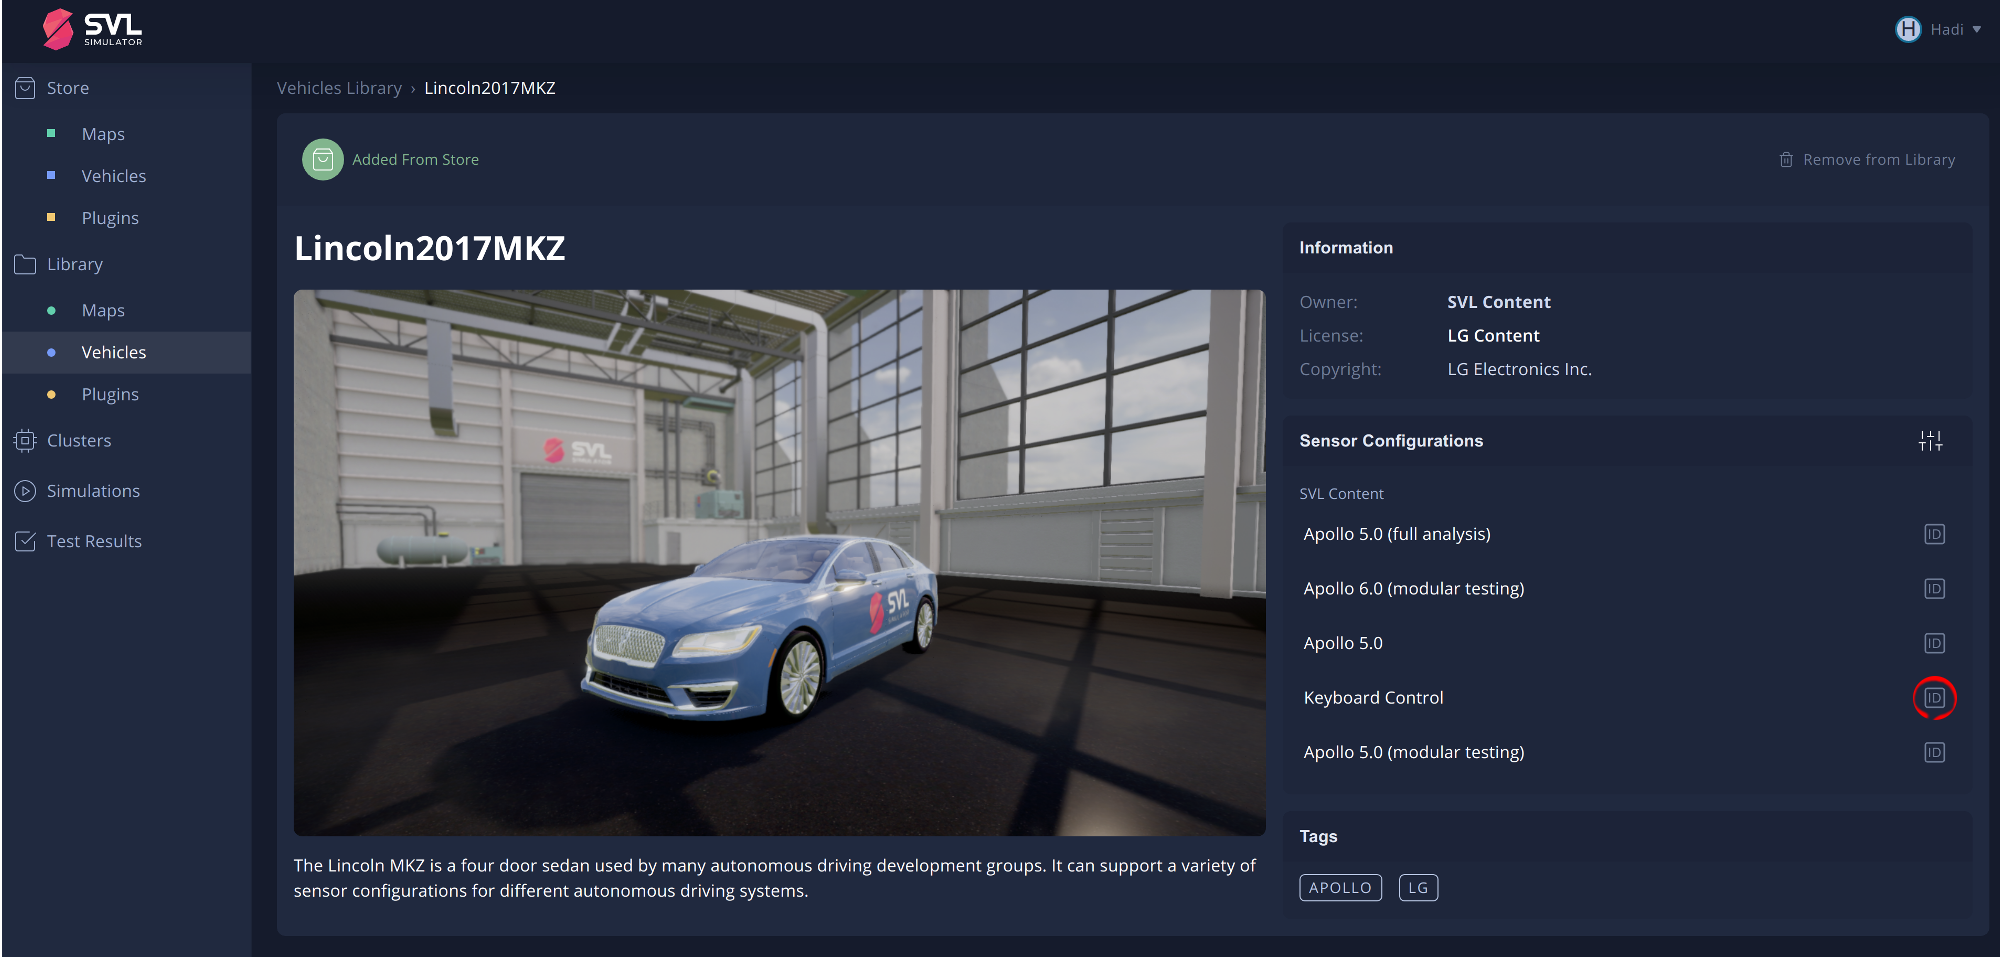 SVL
SIMULATOR
H Hadi
Store
Maps
Vehicles
Plugins
Library
Maps
Vehicles
Plugins
Clusters
Simulations
Test Results
Vehicles Library › Lincoln2017MKZ
Added From Store
Remove from Library
Lincoln2017MKZ
SVL
SIMULATOR
SVL
SIMULATOR
The Lincoln MKZ is a four door sedan used by many autonomous driving development groups. It can support a variety of
sensor configurations for different autonomous driving systems.
Information
Owner: SVL Content
License: LG Content
Copyright: LG Electronics Inc.
Sensor Configurations
SVL Content
Apollo 5.0 (full analysis) ID
Apollo 6.0 (modular testing) ID
Apollo 5.0 ID
Keyboard Control ID
Apollo 5.0 (modular testing) ID
Tags
APOLLO LG